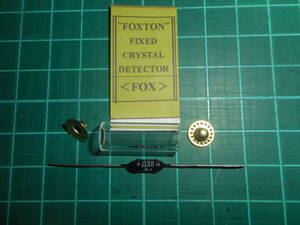 "FOXTON"
FIXED
CRYSTAL
DETECTOR
<FOX>